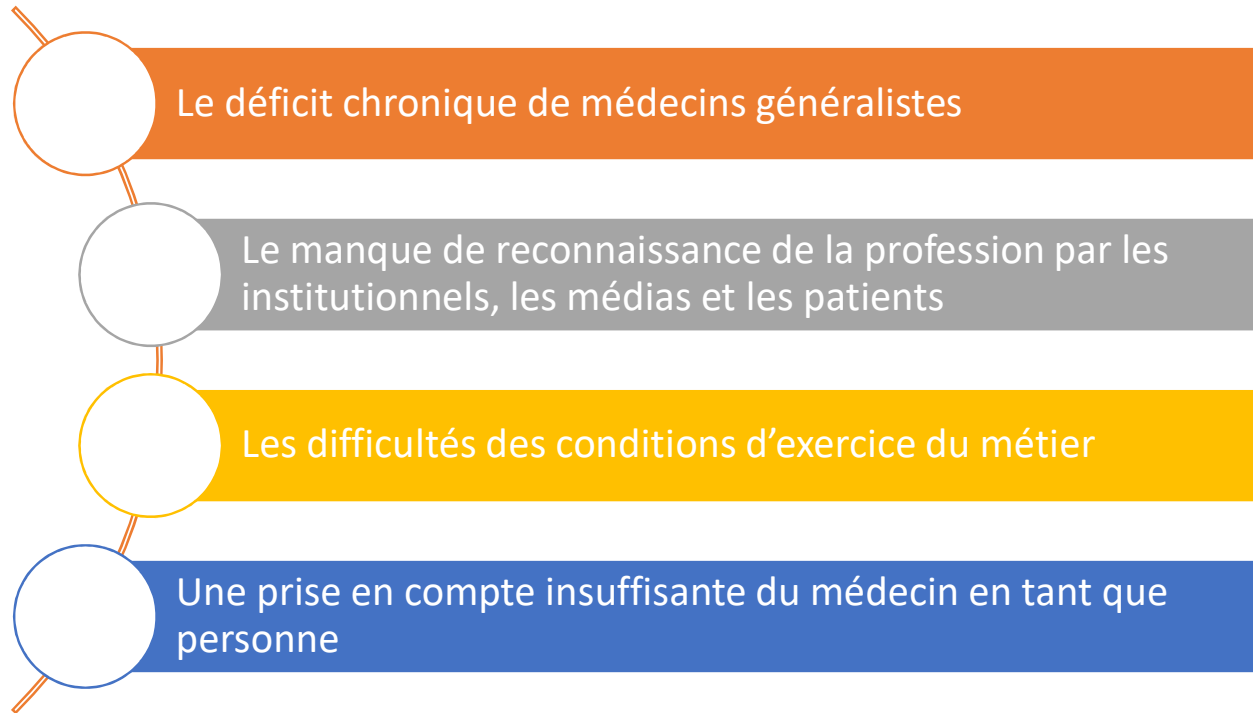 Le déficit chronique de médecins généralistes
Le manque de reconnaissance de la profession par les
institutionnels, les médias et les patients
Les difficultés des conditions d’exercice du métier
Une prise en compte insuffisante du médecin en tant que
personne